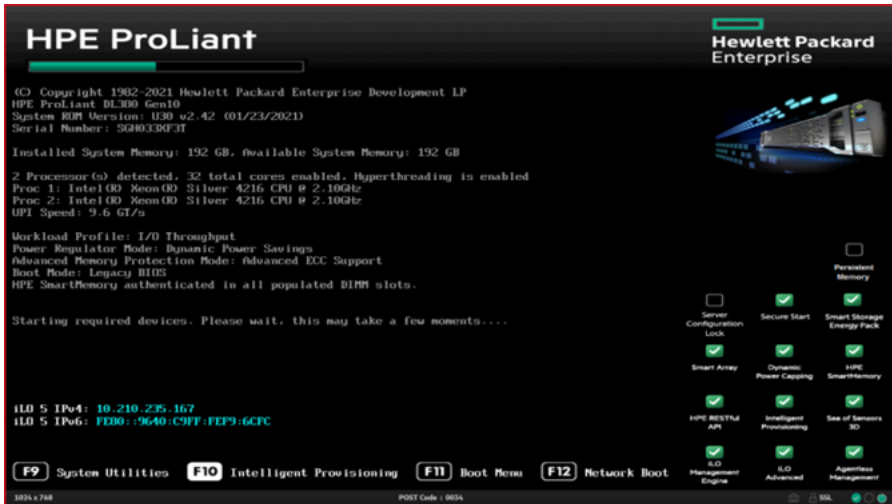 HPE ProLiant
Hewlett Packard
Enterprise
(C) Copyright 1982-2021 Hewlett Packard Enterprise Development LP
HPE ProLiant DL380 Gen10
System ROM Version: U30 v2.42 (01/23/2021)
Serial Number: SGH033XF3T
Installed System Memory: 192 GB, Available System Memory: 192 GB
2 Processor(s) detected, 32 total cores enabled, Hyperthreading is enabled
Proc 1: Intel(R) Xeon(R) Silver 4216 CPU @ 2.10GHz
Proc 2: Intel(R) Xeon(R) Silver 4216 CPU @ 2.10GHz
UPI Speed: 9.6 GT/s
Workload Profile: I/O Throughput
Power Regulator Mode: Dynamic Power Savings
Advanced Memory Protection Mode: Advanced ECC Support
Boot Mode: Legacy BIOS
HPE SmartMemory authenticated in all populated DIMM slots.
Starting required devices. Please wait, this may take a few moments....
Persistent
Memory
Server
Configuration
Lock
Secure Start
Smart Storage
Energy Pack
Smart Array
Dynamic
Power Capping
HPE
SmartMemory
HPE RESTful
API
Intelligent
Provisioning
Sea of Sensors
3D
iLO
Management
Engine
iLO
Advanced
Agentless
Management
iLO 5 IPv4: 10.210.235.167
iLO 5 IPv6: FE80::9640:C9FF:FEF9:6CFC
F9 System Utilities F10 Intelligent Provisioning F11 Boot Menu F12 Network Boot
1024 x 768 POST Code : 0034 SSL